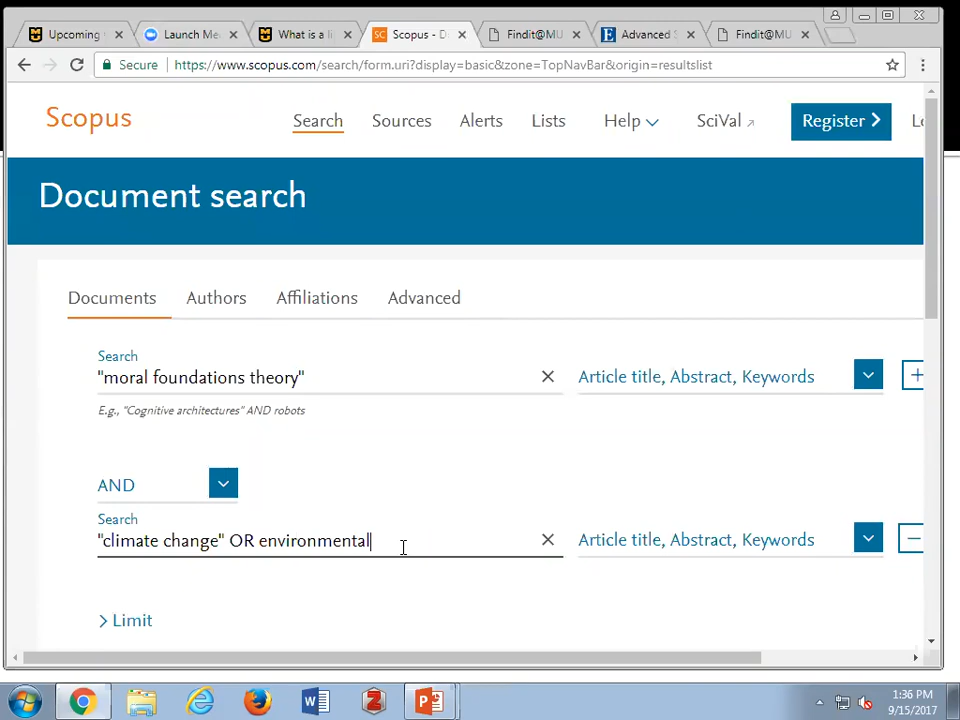 Upcoming
Launch Me
What is a li
SC Scopus - D
Findit@MU
Advanced S
Findit@MU
Secure https://www.scopus.com/search/form.uri?display=basic&zone=TopNavBar&origin=resultslist
Scopus
Search
Sources
Alerts
Lists
Help
SciVal
Register
Document search
Documents
Authors
Affiliations
Advanced
Search
"moral foundations theory"
Article title, Abstract, Keywords
E.g., "Cognitive architectures" AND robots
AND
Search
"climate change" OR environmental
Article title, Abstract, Keywords
Limit
1:36 PM
9/15/2017